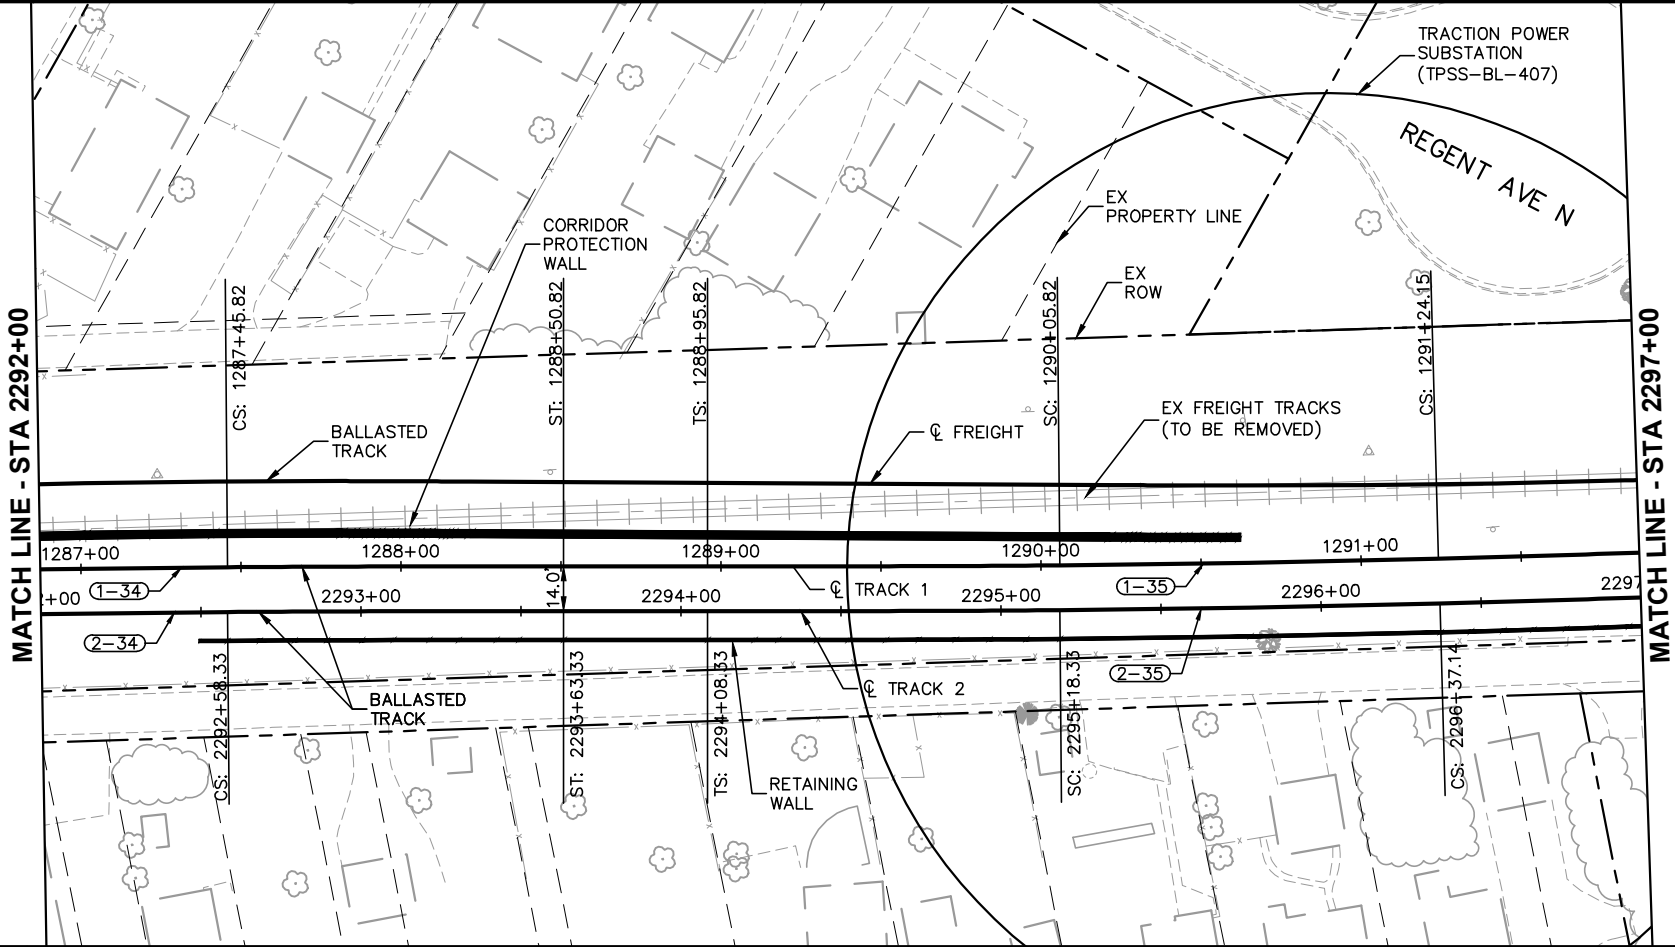 TRACTION POWER
SUBSTATION
(TPSS-BL-407)
REGENT AVE N
EX
PROPERTY LINE
CORRIDOR
PROTECTION
WALL
EX
ROW
MATCH LINE - STA 2292+00
CS: 1287+45.82
ST: 1288+50.82
TS: 1288+95.82
SC: 1290+05.82
CS: 1291+24.15
MATCH LINE - STA 2297+00
BALLASTED
TRACK
℄ FREIGHT
EX FREIGHT TRACKS
(TO BE REMOVED)
1287+00
1288+00
1289+00
1290+00
1291+00
1-34
14.0'
℄ TRACK 1
1-35
2+00
2293+00
2294+00
2295+00
2296+00
2297
2-34
2-35
BALLASTED
TRACK
℄ TRACK 2
CS: 2292+58.33
ST: 2293+63.33
TS: 2294+08.33
SC: 2295+18.33
CS: 2296+37.14
RETAINING
WALL